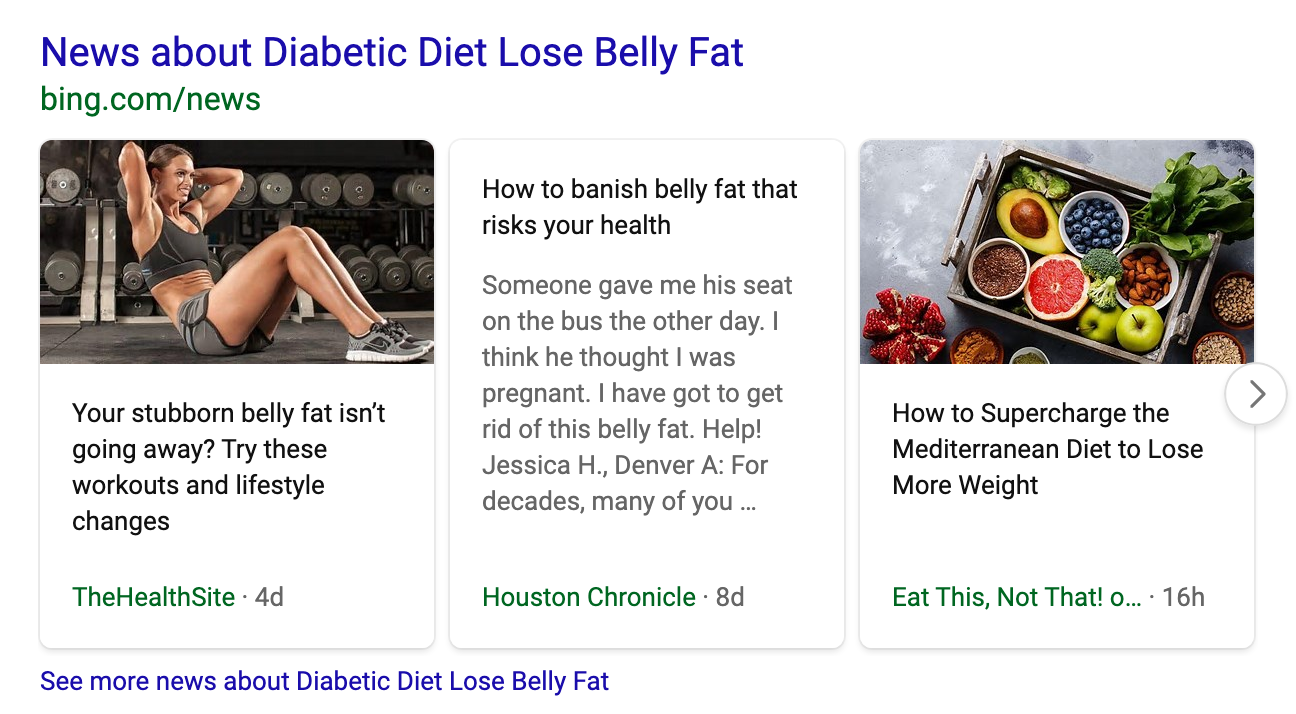 News about Diabetic Diet Lose Belly Fat
bing.com/news
Your stubborn belly fat isn’t
going away? Try these
workouts and lifestyle
changes
TheHealthSite · 4d
How to banish belly fat that
risks your health
Someone gave me his seat
on the bus the other day. I
think he thought I was
pregnant. I have got to get
rid of this belly fat. Help!
Jessica H., Denver A: For
decades, many of you ...
Houston Chronicle · 8d
How to Supercharge the
Mediterranean Diet to Lose
More Weight
Eat This, Not That! o... · 16h
See more news about Diabetic Diet Lose Belly Fat